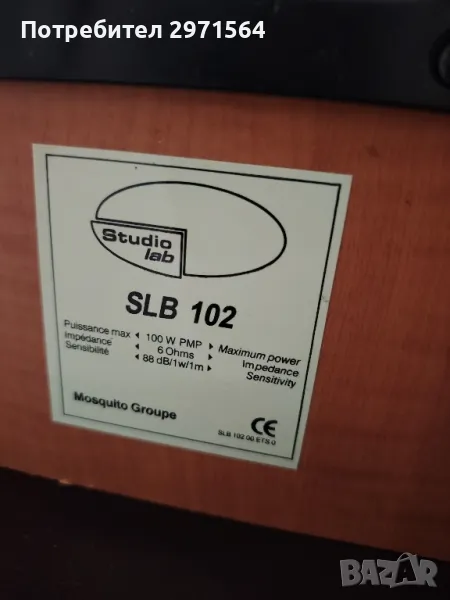 Потребител 2971564
Studio
lab
SLB 102
Puissance max ◂ 100 W PMP ▸ Maximum power
Impédance ◂ 6 Ohms ▸ Impedance
Sensibilité ◂ 88 dB/1w/1m ▸ Sensitivity
Mosquito Groupe
CE
SLB 102 00 ETS 0
BAZAR